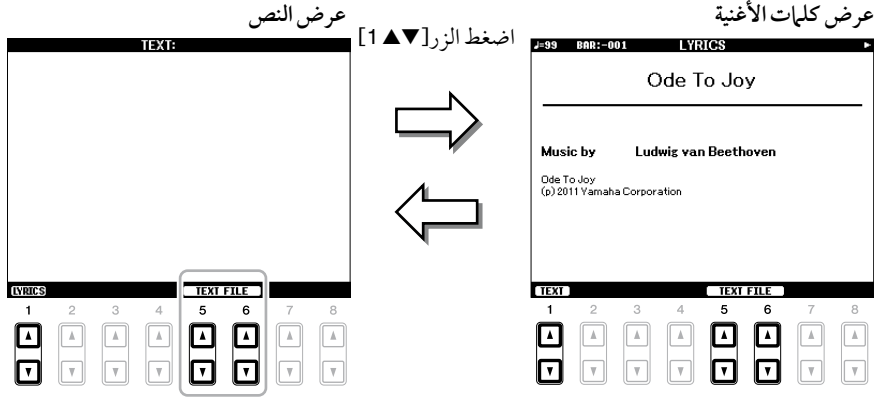 عرض كلمات الأغنية
عرض النص
اضغط الزر [▼▲ 1]
TEXT:
LYRICS
TEXT FILE
1 2 3 4 5 6 7 8
♩=99 BAR:-001 LYRICS ►
Ode To Joy
Music by Ludwig van Beethoven
Ode To Joy
(p) 2011 Yamaha Corporation
TEXT
TEXT FILE
1 2 3 4 5 6 7 8